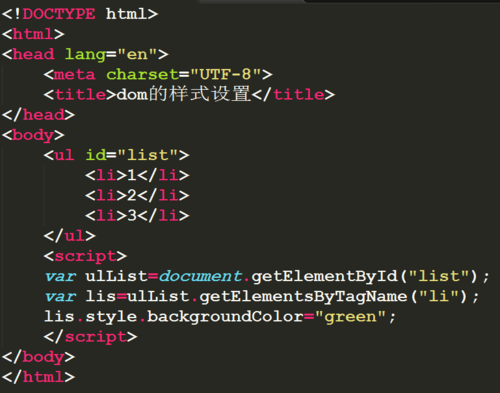 <!DOCTYPE html>
<html>
<head lang="en">
    <meta charset="UTF-8">
    <title>dom的样式设置</title>
</head>
<body>
    <ul id="list">
        <li>1</li>
        <li>2</li>
        <li>3</li>
    </ul>
    <script>
    var ulList=document.getElementById("list");
    var lis=ulList.getElementsByTagName("li");
    lis.style.backgroundColor="green";
    </script>
</body>
</html>